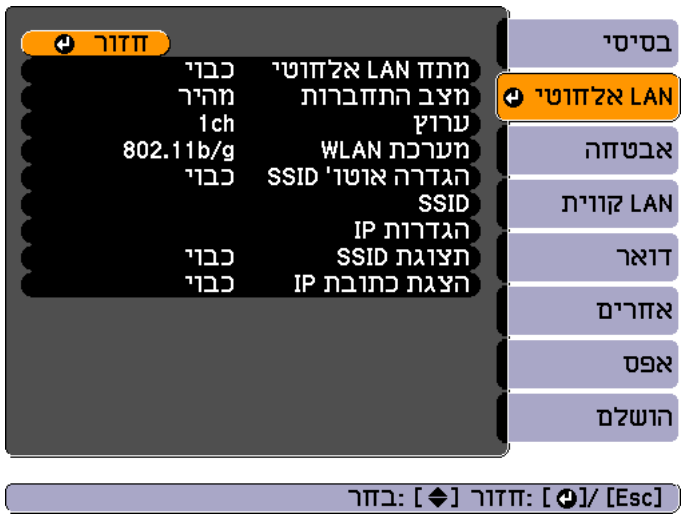 בסיסי
LAN אלחוטי
אבטחה
LAN קווית
דואר
אחרים
אפס
הושלם
חזור
מתח LAN אלחוטי כבוי
מצב התחברות מהיר
ערוץ 1ch
מערכת WLAN 802.11b/g
הגדרה אוטו' SSID כבוי
SSID
הגדרות IP
תצוגת SSID כבוי
הצגת כתובת IP כבוי
[Esc] /[ ]: חזור [ ]: בחר